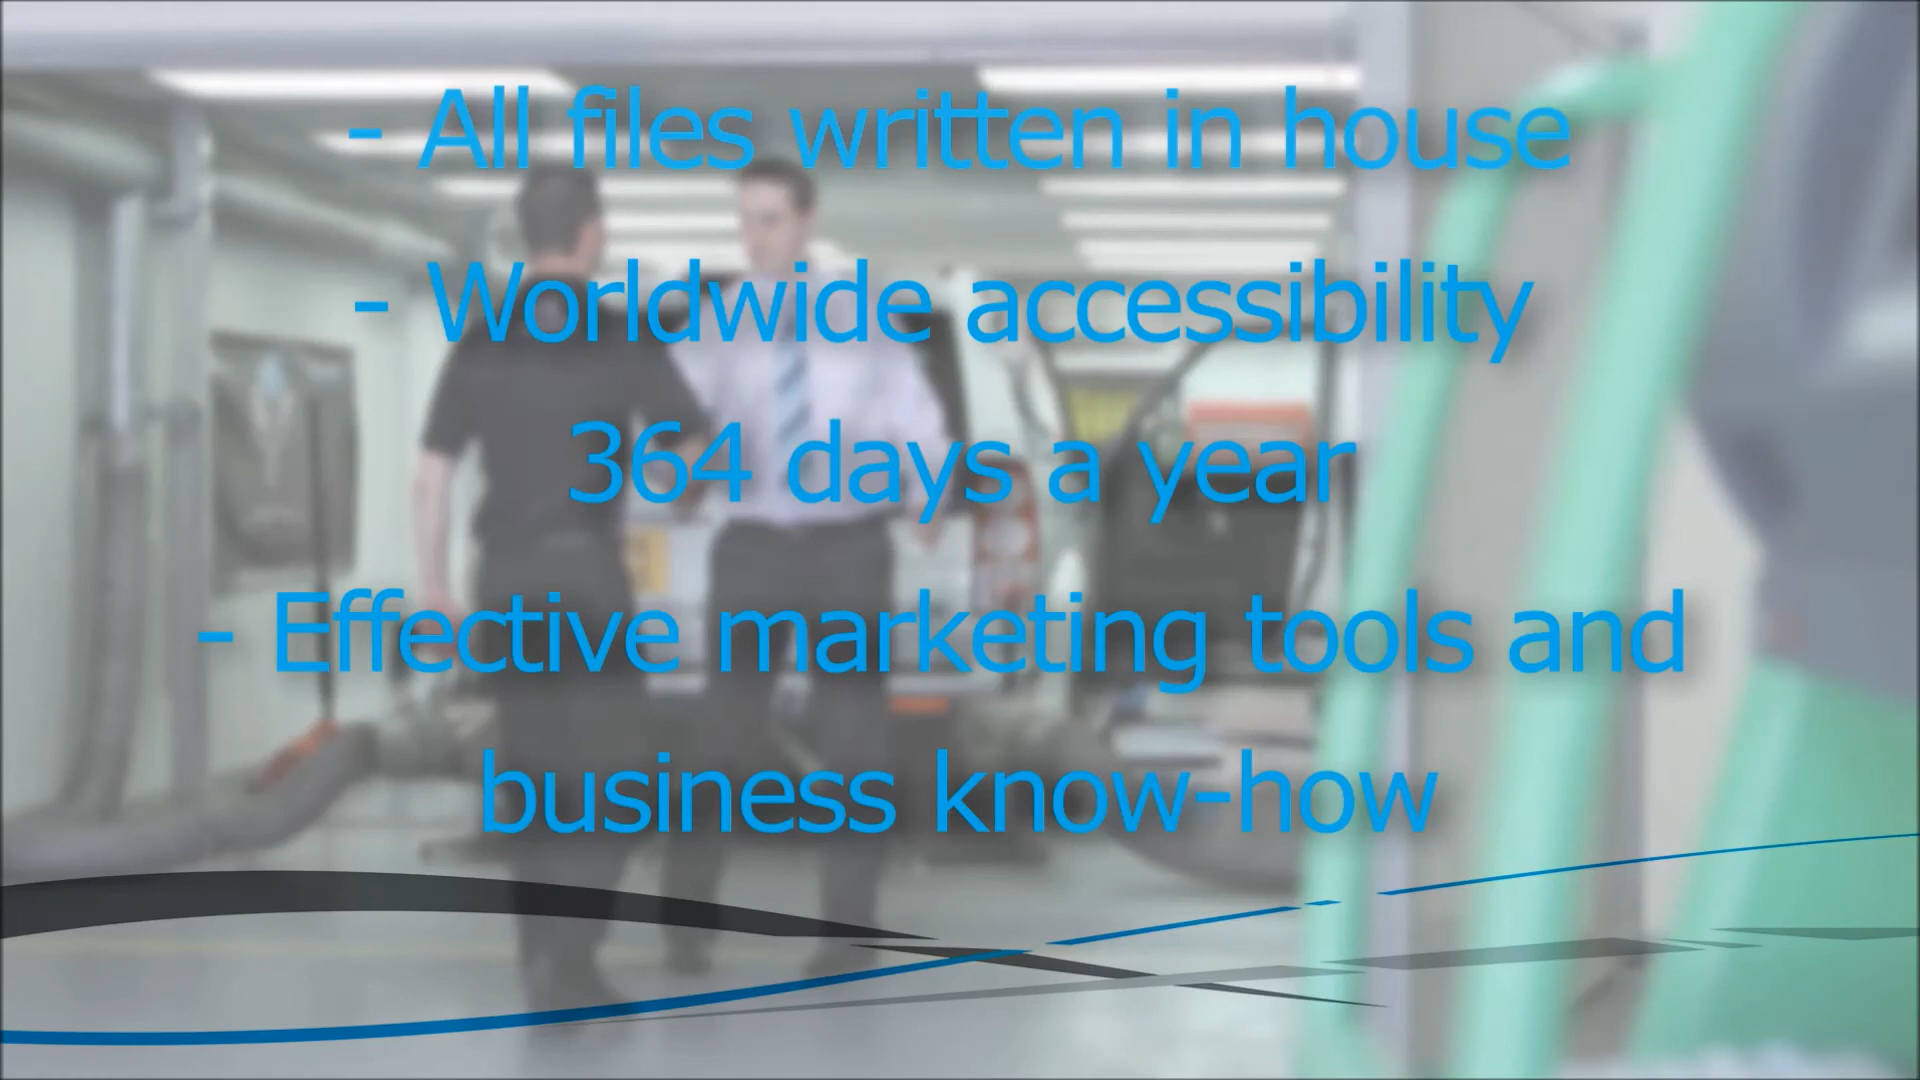 - All files written in house
- Worldwide accessibility
364 days a year
- Effective marketing tools and
business know-how